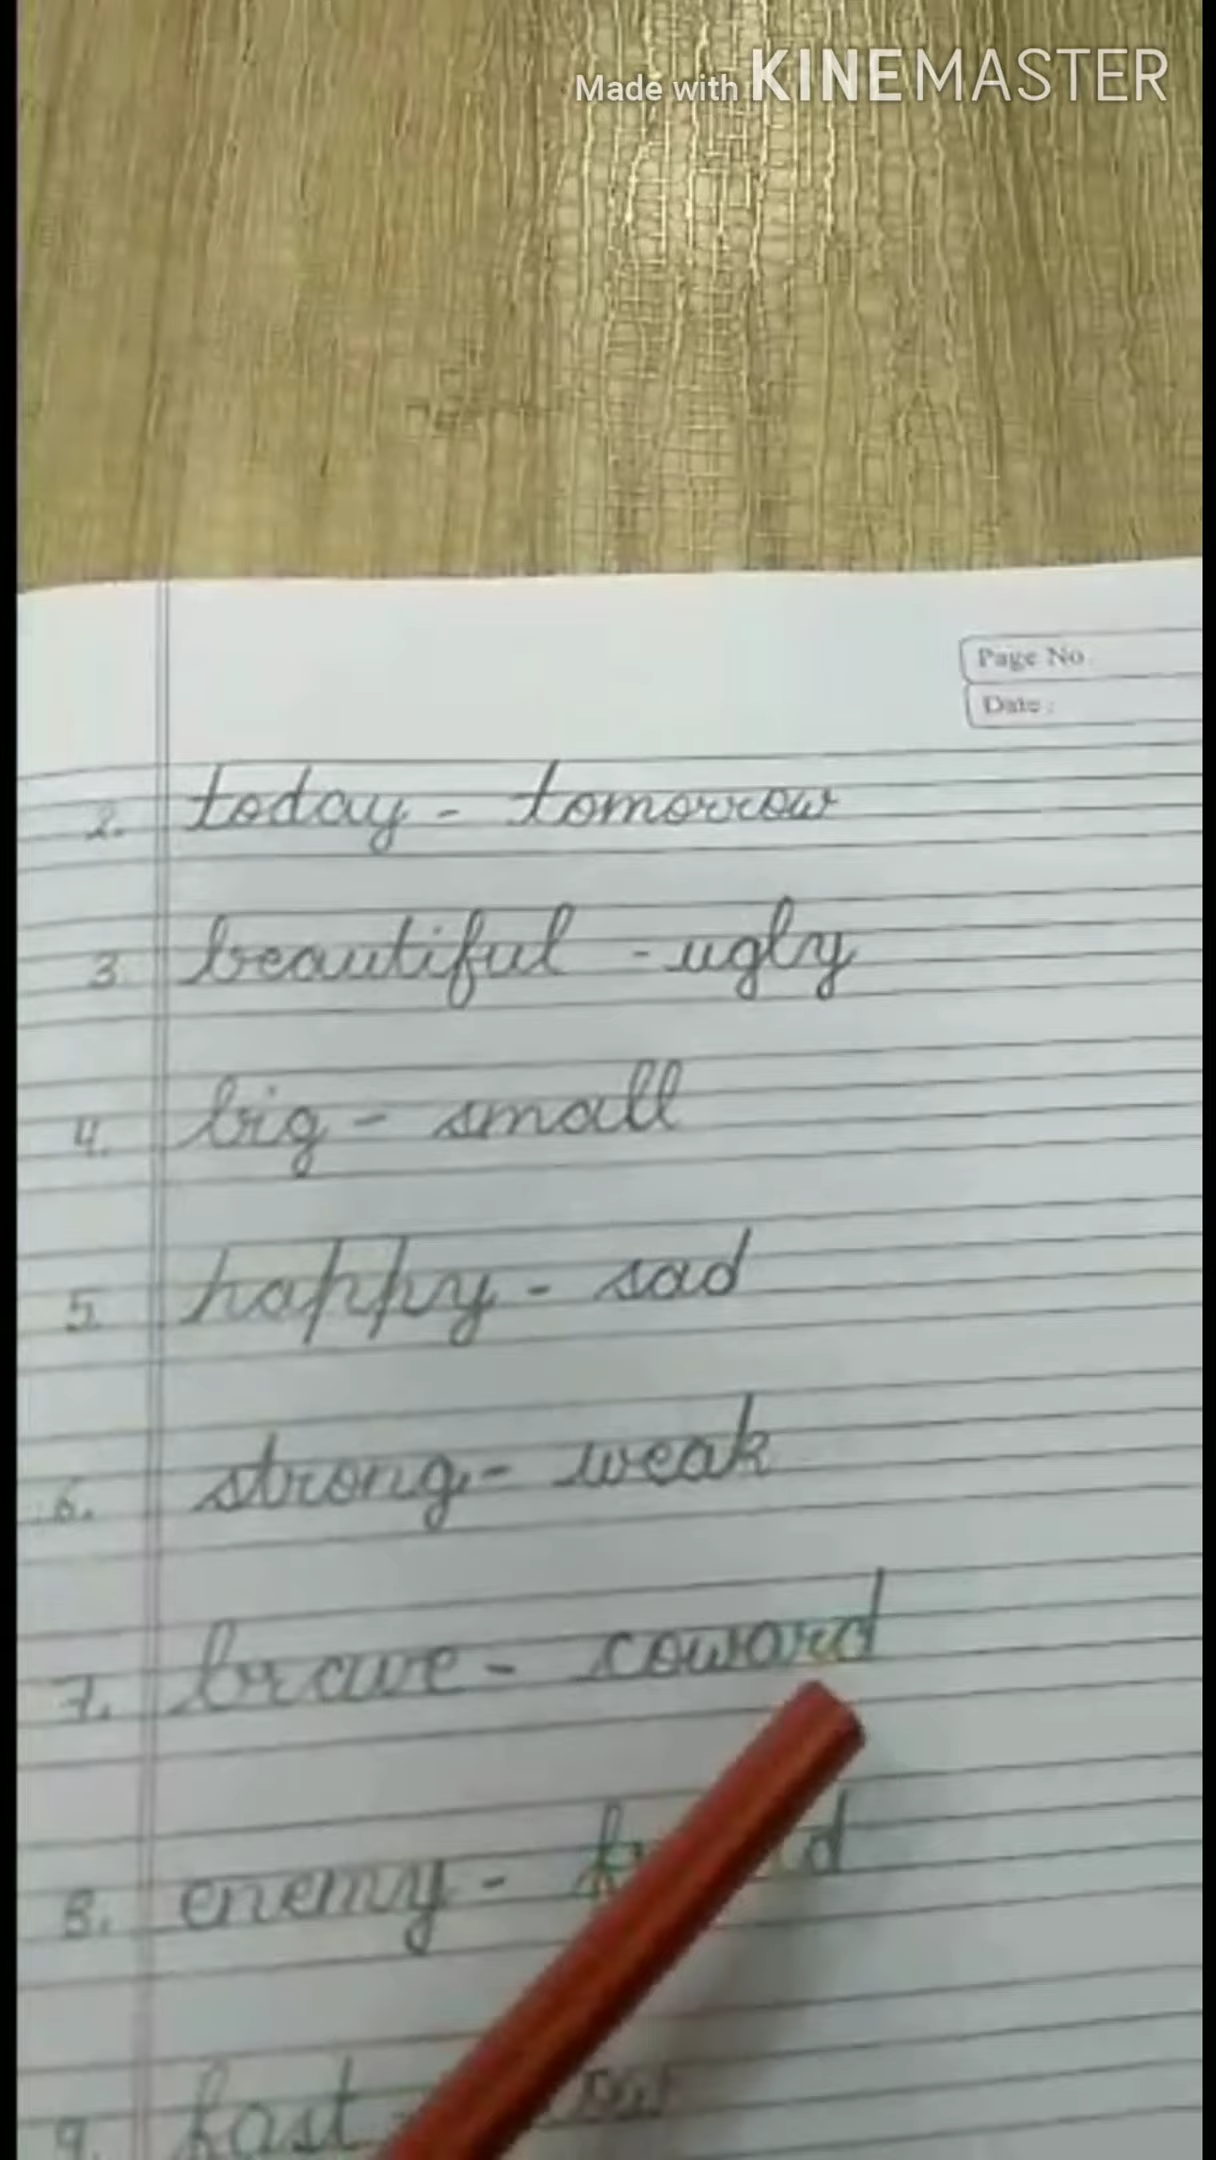 Made with KINEMASTER
Page No.
Date :
2. today - tomorrow
3. beautiful - ugly
4. big - small
5. happy - sad
6. strong - weak
7. brave - coward
8. enemy -
9. fast -